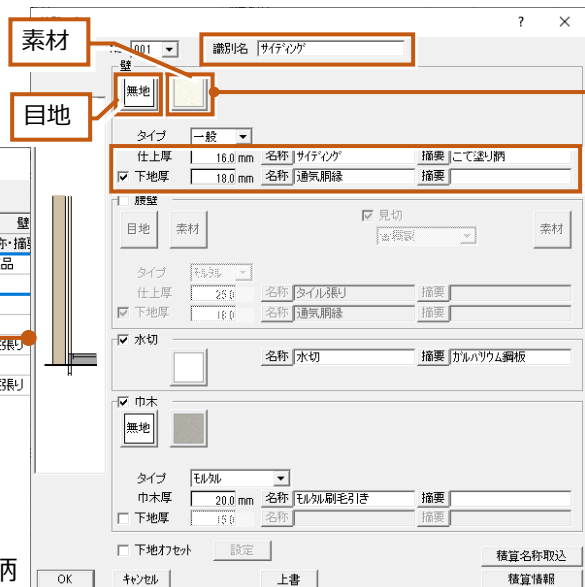 ? ×
素材
001
識別名 サイディング
壁
無地
目地
タイプ 一般
仕上厚 16.0 mm 名称 サイディング 摘要 こて塗り柄
下地厚 18.0 mm 名称 通気胴縁 摘要
腰壁
目地 素材
見切
素材
タイプ モルタル
仕上厚 25.0 名称 タイル張り 摘要
下地厚 18.0 名称 通気胴縁 摘要
水切
名称 水切 摘要 ガルバリウム鋼板
巾木
無地
タイプ モルタル
巾木厚 20.0 mm 名称 モルタル刷毛引き 摘要
下地厚 15.0 名称 摘要
下地オフセット 設定
積算名称取込
OK キャンセル 上書 積算情報
壁
称・摘要
品
張り
張り
柄